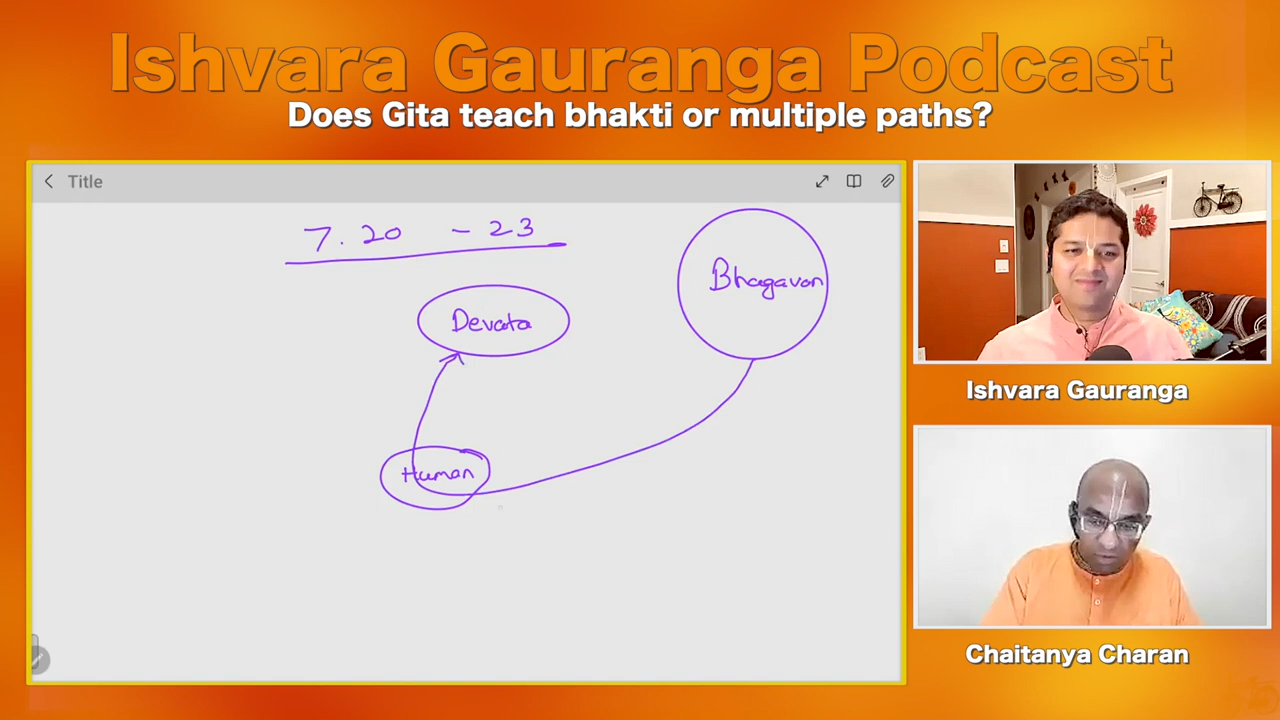 Ishvara Gauranga Podcast
Does Gita teach bhakti or multiple paths?
Title
7.20 - 23
Bhagavan
Devata
Human
Ishvara Gauranga
Chaitanya Charan